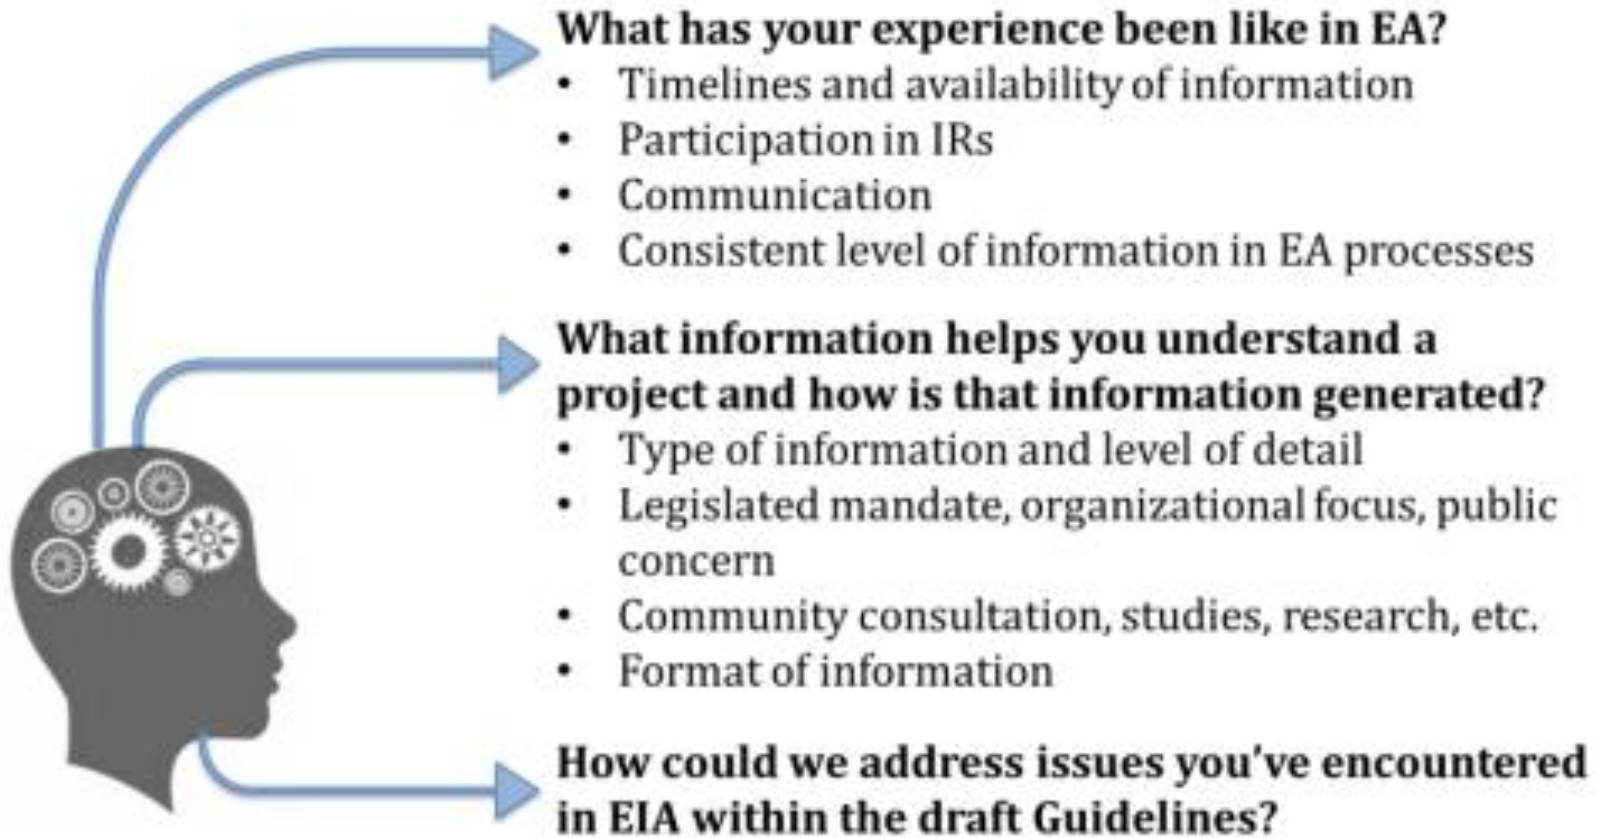 What has your experience been like in EA?
• Timelines and availability of information
• Participation in IRs
• Communication
• Consistent level of information in EA processes
What information helps you understand a
project and how is that information generated?
• Type of information and level of detail
• Legislated mandate, organizational focus, public
concern
• Community consultation, studies, research, etc.
• Format of information
How could we address issues you've encountered
in EIA within the draft Guidelines?